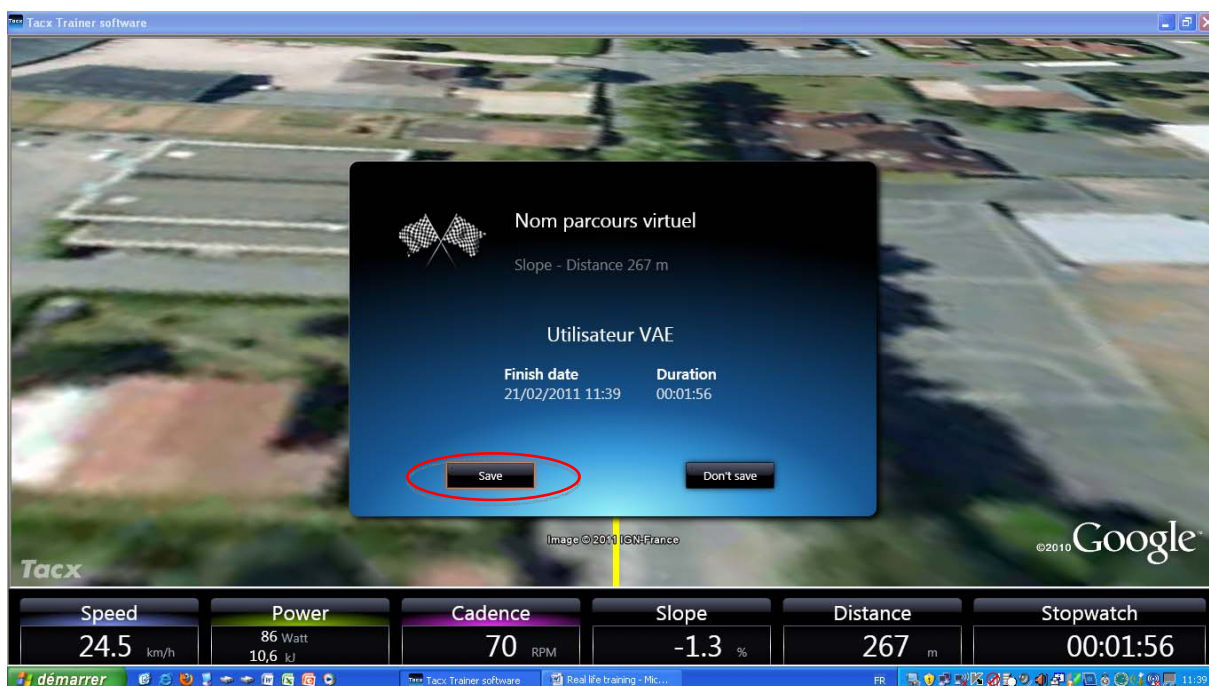 Tacx Trainer software
Nom parcours virtuel
Slope - Distance 267 m
Utilisateur VAE
Finish date Duration
21/02/2011 11:39 00:01:56
Save Don't save
Image © 2011 IGN-France
©2010 Google
Tacx
Speed Power Cadence Slope Distance Stopwatch
24.5 km/h 86 Watt 70 RPM -1.3 % 267 m 00:01:56
10,6 kJ
démarrer Tacx Trainer software Real life training - Mic... FR 11:39